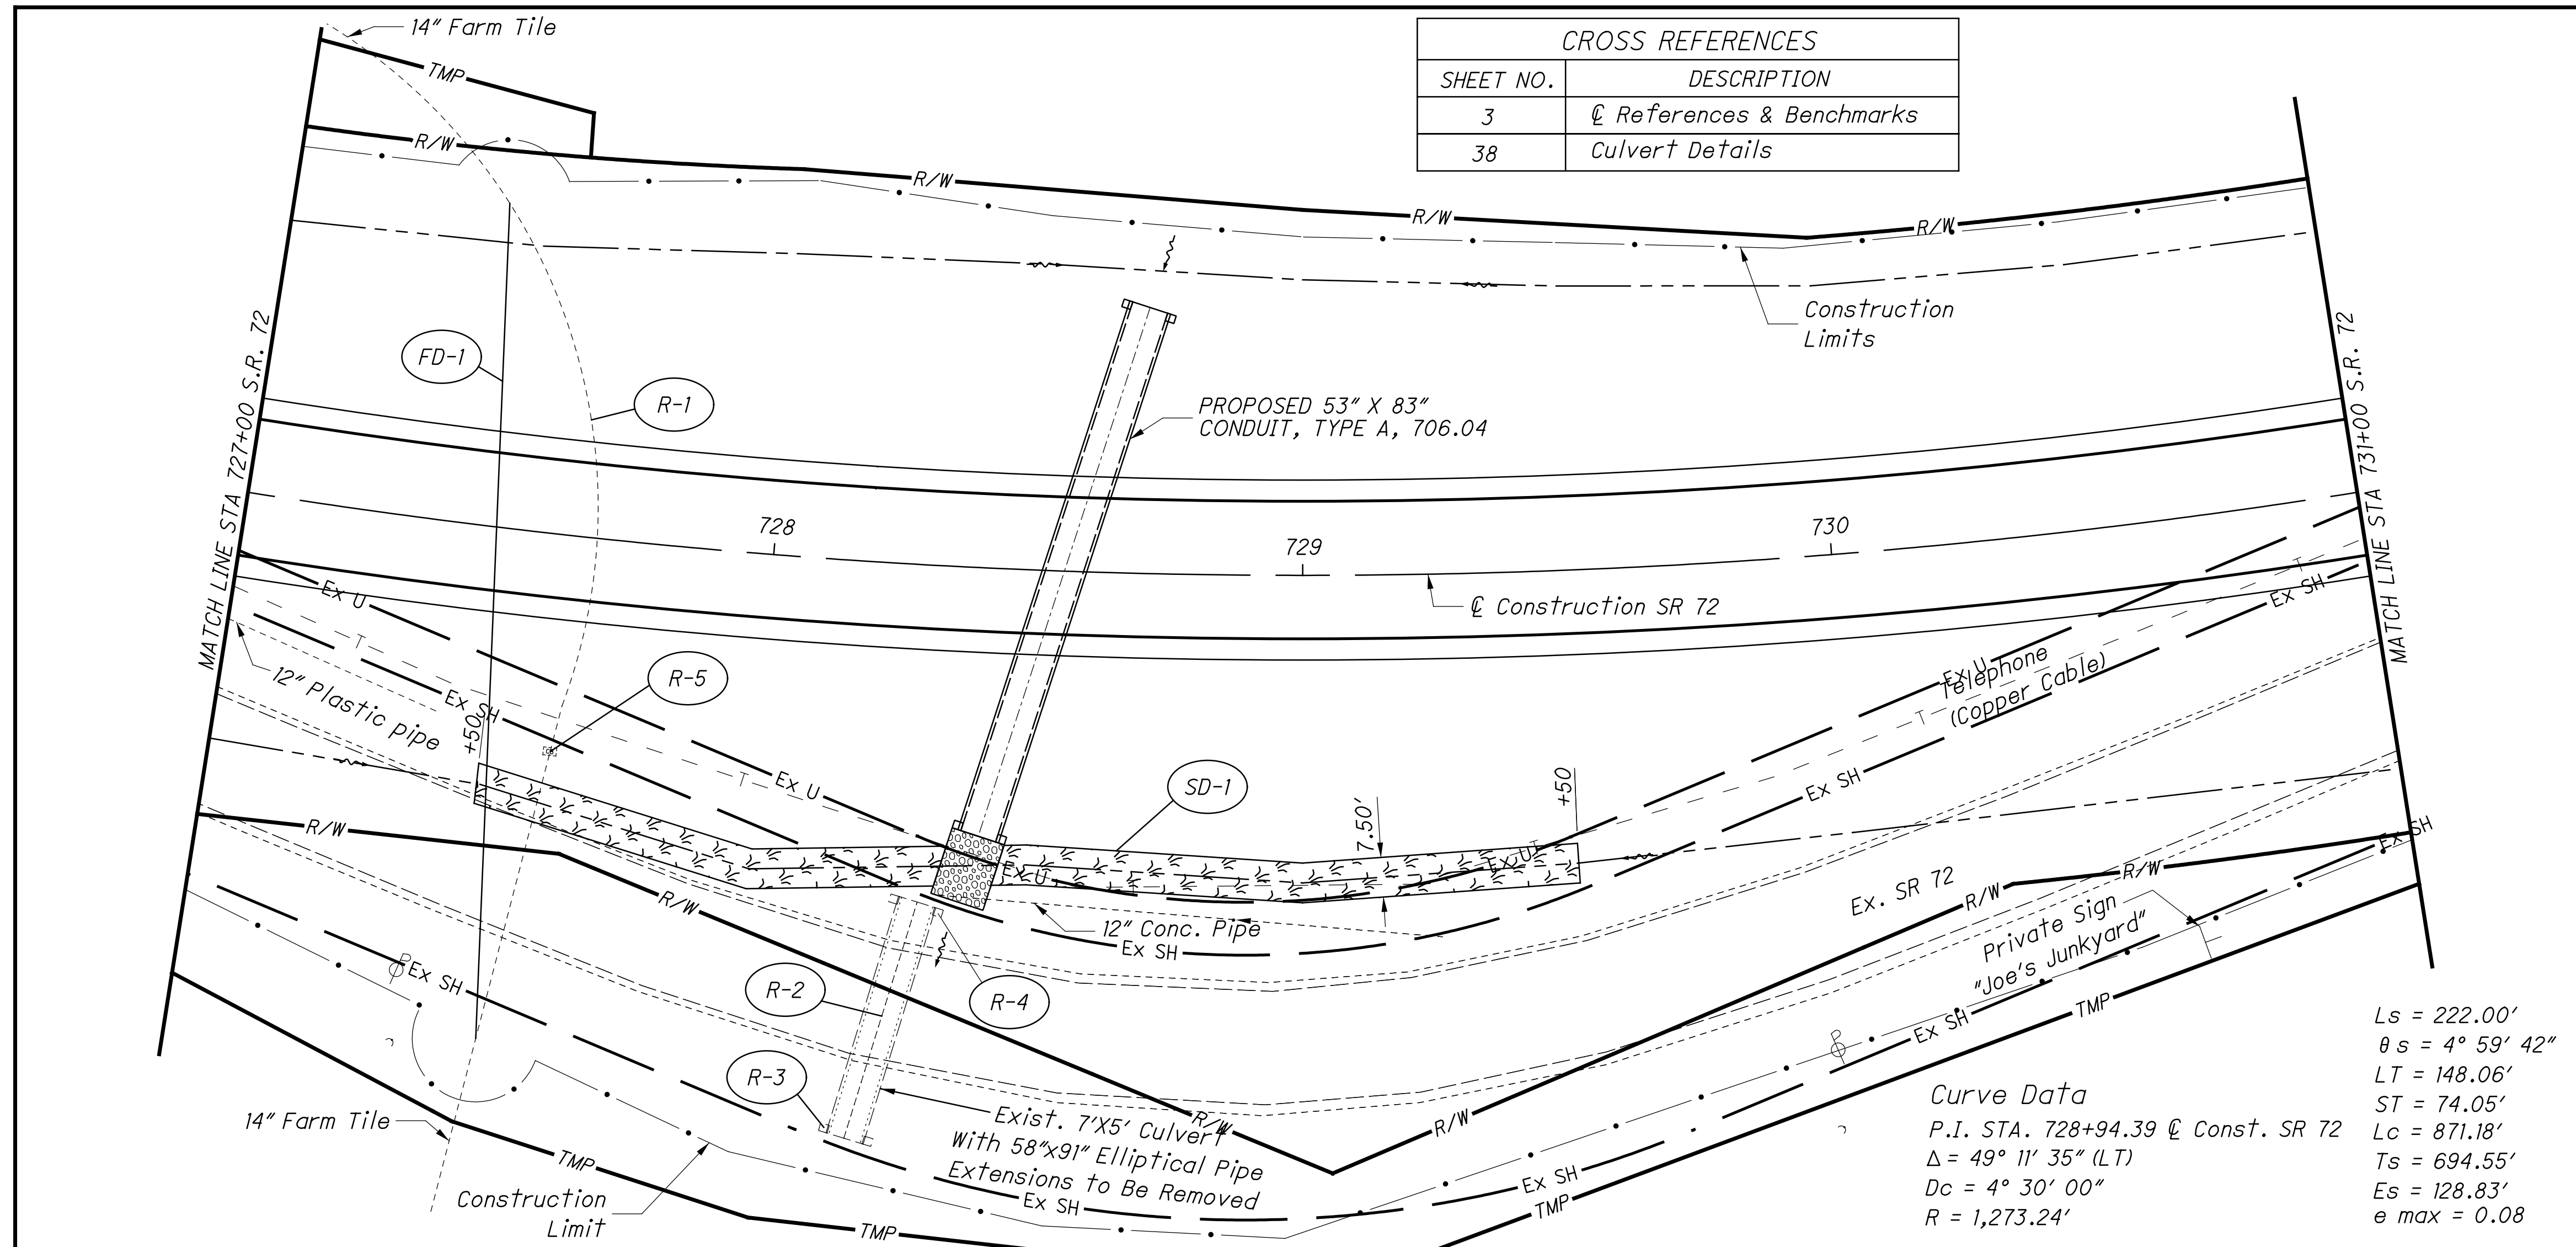 14" Farm Tile
TMP
R/W
R/W
R/W
R/W
CROSS REFERENCES
SHEET NO. DESCRIPTION
3 ℄ References & Benchmarks
38 Culvert Details
Construction
Limits
MATCH LINE STA 727+00 S.R. 72
MATCH LINE STA 731+00 S.R. 72
FD-1
R-1
PROPOSED 53" X 83"
CONDUIT, TYPE A, 706.04
728
729
730
℄ Construction SR 72
Ex U
T
12" Plastic pipe
Ex SH
+50
R-5
T
Ex U
SD-1
7.50'
+50
Ex U
Ex U
T
Ex SH
T
Ex U
Telephone
(Copper Cable)
T
Ex SH
R/W
R/W
12" Conc. Pipe
Ex SH
Ex. SR 72
R/W
R/W
Ex SH
Private Sign
"Joe's Junkyard"
P
Ex SH
R-2
R-4
R-3
14" Farm Tile
TMP
Construction
Limit
TMP
Exist. 7'X5' Culvert
With 58"x91" Elliptical Pipe
Extensions to Be Removed
R/W
R/W
Ex SH
Ex SH
TMP
P
Ex SH
TMP
Curve Data
P.I. STA. 728+94.39 ℄ Const. SR 72
Δ = 49° 11' 35" (LT)
Dc = 4° 30' 00"
R = 1,273.24'
Ls = 222.00'
θs = 4° 59' 42"
LT = 148.06'
ST = 74.05'
Lc = 871.18'
Ts = 694.55'
Es = 128.83'
e max = 0.08